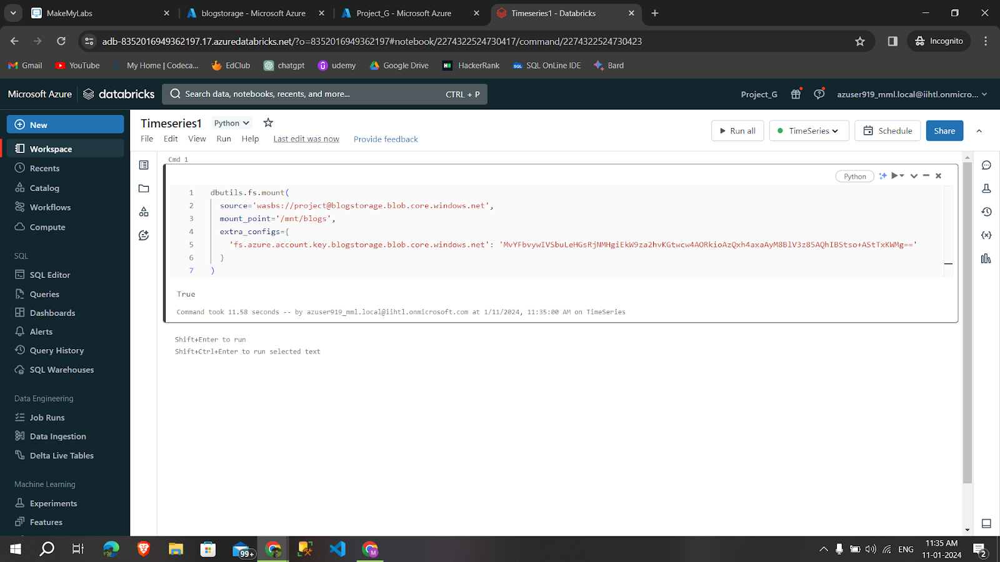 MakeMyLabs
blogstorage - Microsoft Azure
Project_G - Microsoft Azure
Timeseries1 - Databricks
adb-8352016949362197.17.azuredatabricks.net/?o=8352016949362197#notebook/2274322524730417/command/2274322524730423
Incognito
Gmail
YouTube
My Home | Codeca...
EdClub
chatgpt
udemy
Google Drive
HackerRank
SQL OnLine IDE
Bard
Microsoft Azure
databricks
Search data, notebooks, recents, and more...
CTRL + P
Project_G
azuser919_mml.local@iihtl.onmicro...
New
Workspace
Recents
Catalog
Workflows
Compute
SQL
SQL Editor
Queries
Dashboards
Alerts
Query History
SQL Warehouses
Data Engineering
Job Runs
Data Ingestion
Delta Live Tables
Machine Learning
Experiments
Features
Timeseries1
Python
File Edit View Run Help Last edit was now Provide feedback
Run all
TimeSeries
Schedule
Share
Cmd 1
Python
1 dbutils.fs.mount(
2 source='wasbs://project@blogstorage.blob.core.windows.net',
3 mount_point='/mnt/blogs',
4 extra_configs={
5 'fs.azure.account.key.blogstorage.blob.core.windows.net': 'MvYFbvywIVSbuLeHGsRjNMHgiEkW9za2hvKGtwcw4AORkioAzQxh4axaAyM8BlV3z85AQhIBStso+AStTxKWMg=='
6 }
7 )
True
Command took 11.58 seconds -- by azuser919_mml.local@iihtl.onmicrosoft.com at 1/11/2024, 11:35:00 AM on TimeSeries
Shift+Enter to run
Shift+Ctrl+Enter to run selected text
99+
M
ENG
11:35 AM
11-01-2024
2